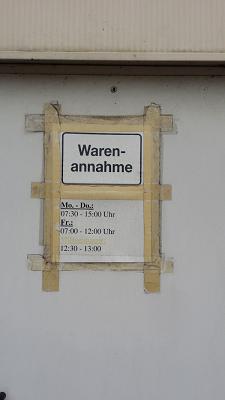 Waren-
annahme
Mo. - Do.:
07:30 - 15:00 Uhr
Fr.:
07:00 - 12:00 Uhr
12:30 - 13:00